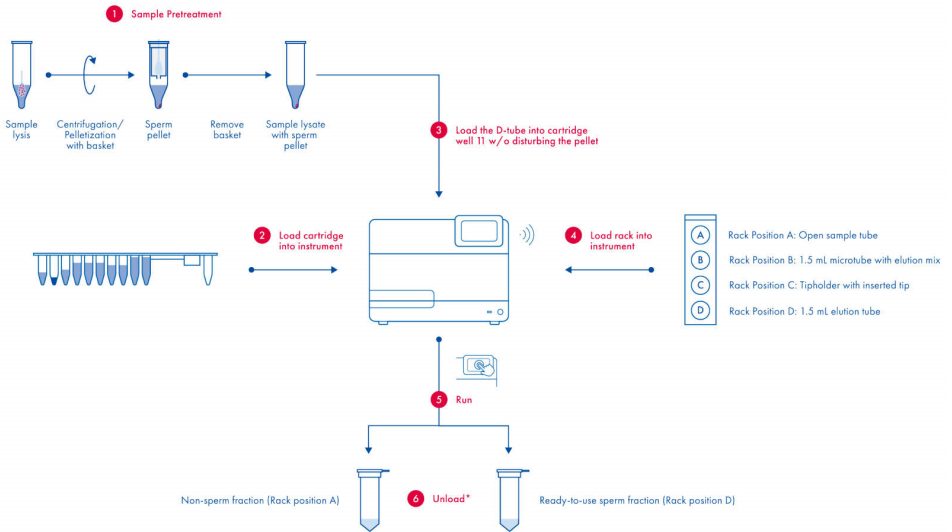 1 Sample Pretreatment
Sample
lysis
Centrifugation/
Pelletization
with basket
Sperm
pellet
Remove
basket
Sample lysate
with sperm
pellet
3 Load the D-tube into cartridge
well 11 w/o disturbing the pellet
2 Load cartridge
into instrument
4 Load rack into
instrument
A Rack Position A: Open sample tube
B Rack Position B: 1.5 mL microtube with elution mix
C Rack Position C: Tipholder with inserted tip
D Rack Position D: 1.5 mL elution tube
5 Run
Non-sperm fraction (Rack position A)
6 Unload*
Ready-to-use sperm fraction (Rack position D)